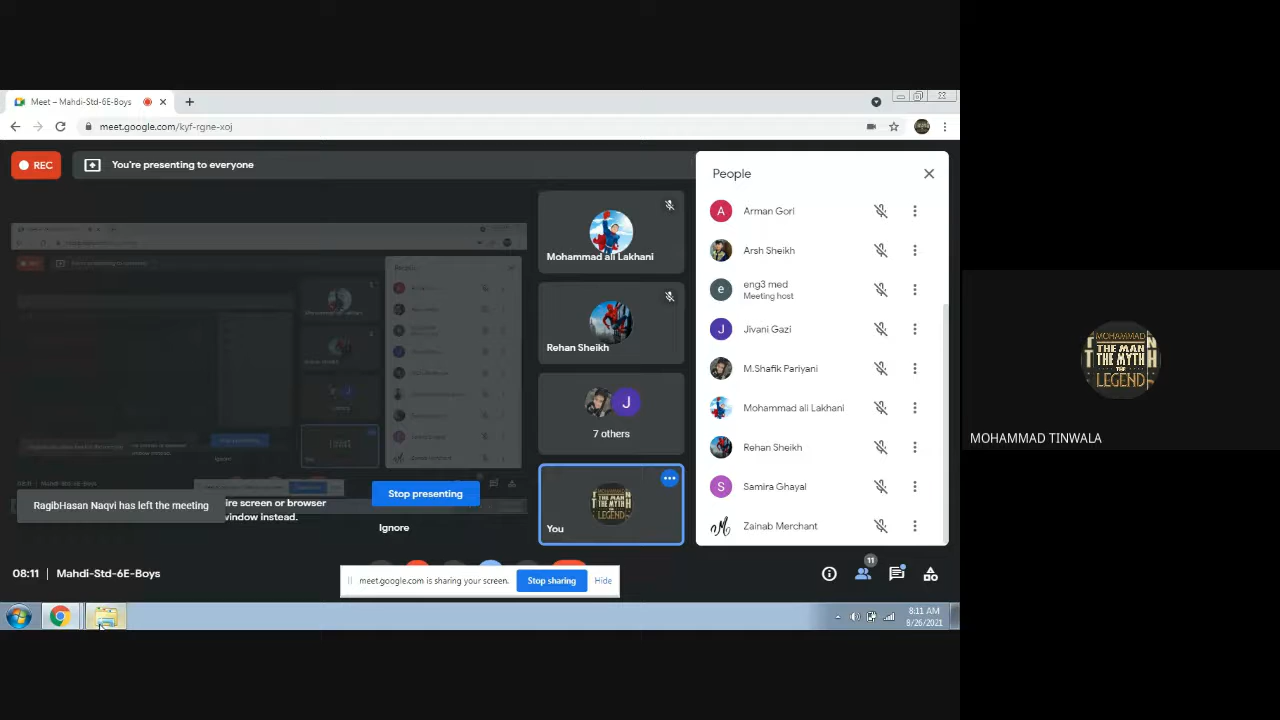 Meet – Mahdi-Std-6E-Boys
meet.google.com/kyf-rgne-xoj
REC
You're presenting to everyone
People
Arman Gori
Arsh Sheikh
eng3 med
Meeting host
Jivani Gazi
M.Shafik Pariyani
Mohammad ali Lakhani
Rehan Sheikh
Samira Ghayal
Zainab Merchant
Mohammad ali Lakhani
Rehan Sheikh
J
7 others
You
RagibHasan Naqvi has left the meeting
ire screen or browser
window instead.
Stop presenting
Ignore
08:11 | Mahdi-Std-6E-Boys
meet.google.com is sharing your screen.
Stop sharing
Hide
11
8:11 AM
8/26/2021
MOHAMMAD
THE MAN
THE MYTH
THE
LEGEND
MOHAMMAD TINWALA